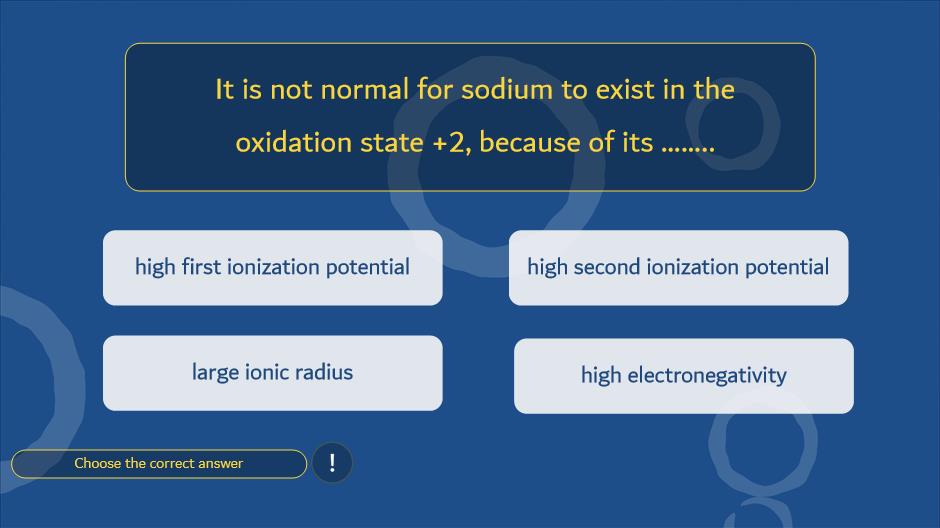 It is not normal for sodium to exist in the
oxidation state +2, because of its ........
high first ionization potential
high second ionization potential
large ionic radius
high electronegativity
Choose the correct answer
!